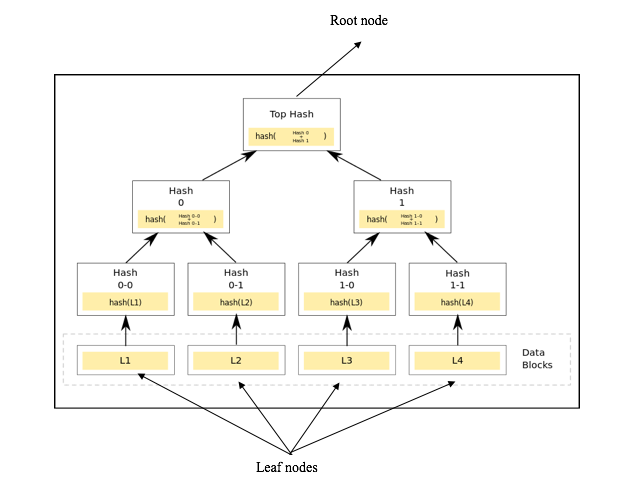 Root node
Top Hash
hash( Hash 0 + Hash 1 )
Hash
0
hash( Hash 0-0 + Hash 0-1 )
Hash
1
hash( Hash 1-0 + Hash 1-1 )
Hash
0-0
hash(L1)
Hash
0-1
hash(L2)
Hash
1-0
hash(L3)
Hash
1-1
hash(L4)
L1
L2
L3
L4
Data
Blocks
Leaf nodes